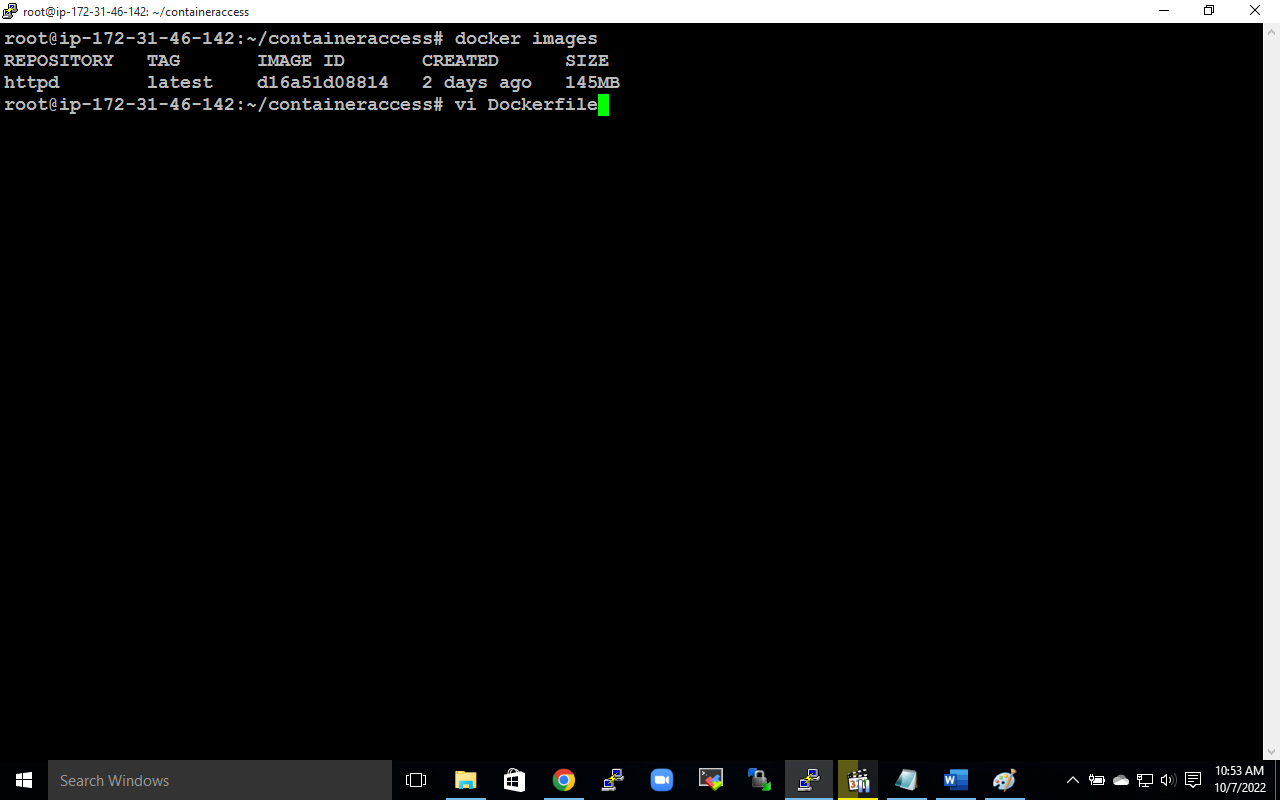 root@ip-172-31-46-142: ~/containeraccess
root@ip-172-31-46-142:~/containeraccess# docker images
REPOSITORY   TAG       IMAGE ID       CREATED      SIZE
httpd        latest    d16a51d08814   2 days ago   145MB
root@ip-172-31-46-142:~/containeraccess# vi Dockerfile
Search Windows
10:53 AM
10/7/2022